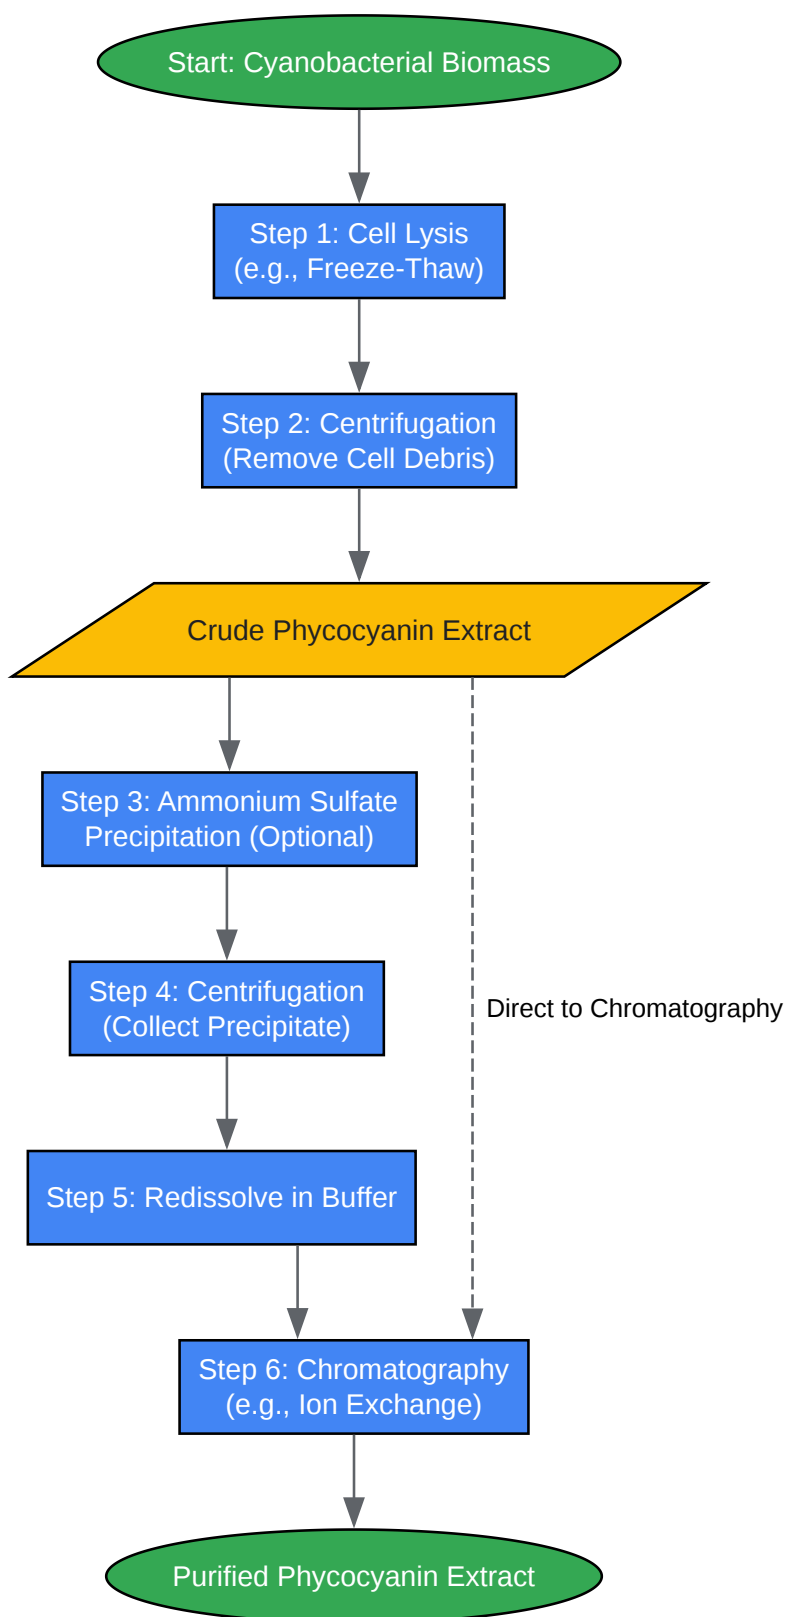 Start: Cyanobacterial Biomass
Step 1: Cell Lysis
(e.g., Freeze-Thaw)
Step 2: Centrifugation
(Remove Cell Debris)
Crude Phycocyanin Extract
Step 3: Ammonium Sulfate
Precipitation (Optional)
Step 4: Centrifugation
(Collect Precipitate)
Direct to Chromatography
Step 5: Redissolve in Buffer
Step 6: Chromatography
(e.g., Ion Exchange)
Purified Phycocyanin Extract